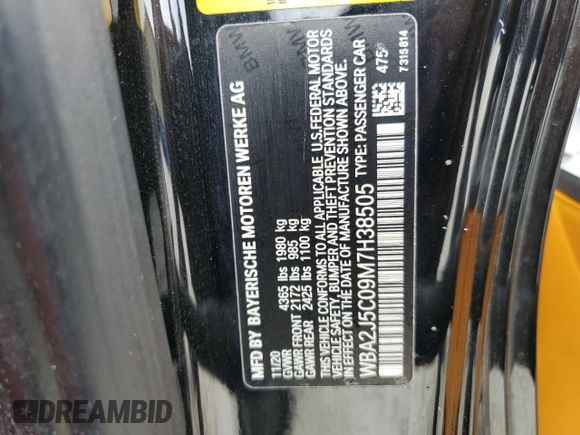 MFD BY BAYERISCHE MOTOREN WERKE AG
11/20
GVWR 4365 lbs 1980 kg
GAWR FRONT 2172 lbs 985 kg
GAWR REAR 2425 lbs 1100 kg
THIS VEHICLE CONFORMS TO ALL APPLICABLE U.S. FEDERAL MOTOR
VEHICLE SAFETY, BUMPER AND THEFT PREVENTION STANDARDS
IN EFFECT ON THE DATE OF MANUFACTURE SHOWN ABOVE.
WBA2J5C09M7H38505 TYPE: PASSENGER CAR
475
7315814
BMW
BMW
DREAMBID